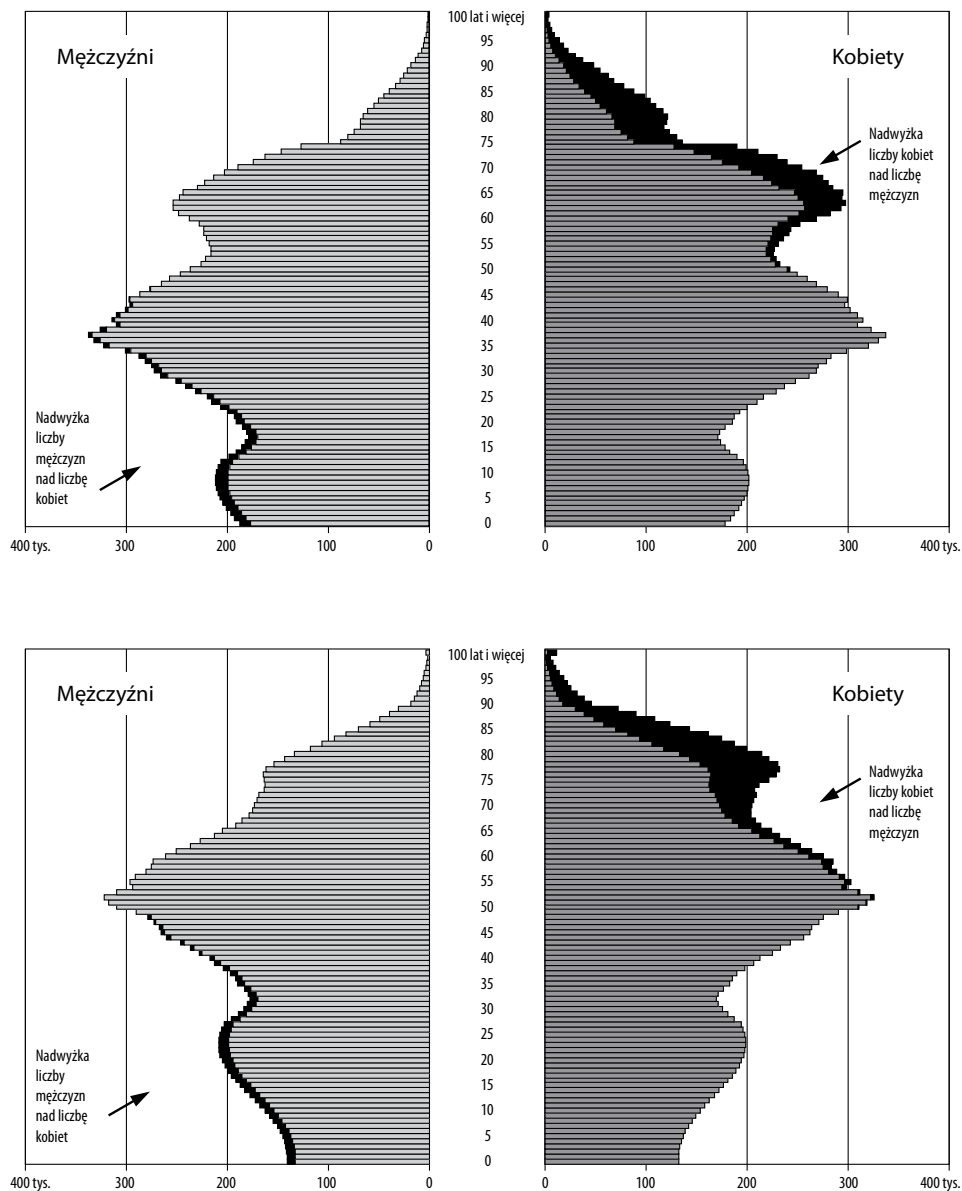 100 lat i więcej
Mężczyźni
Kobiety
95
90
85
80
75
70
65
60
55
50
45
40
35
30
25
20
15
10
5
0
Nadwyżka
liczby kobiet
nad liczbę
mężczyzn
Nadwyżka
liczby
mężczyzn
nad liczbę
kobiet
400 tys.
300
200
100
0
0
100
200
300
400 tys.
100 lat i więcej
Mężczyźni
Kobiety
95
90
85
80
75
70
65
60
55
50
45
40
35
30
25
20
15
10
5
0
Nadwyżka
liczby kobiet
nad liczbę
mężczyzn
Nadwyżka
liczby
mężczyzn
nad liczbę
kobiet
400 tys.
300
200
100
0
0
100
200
300
400 tys.